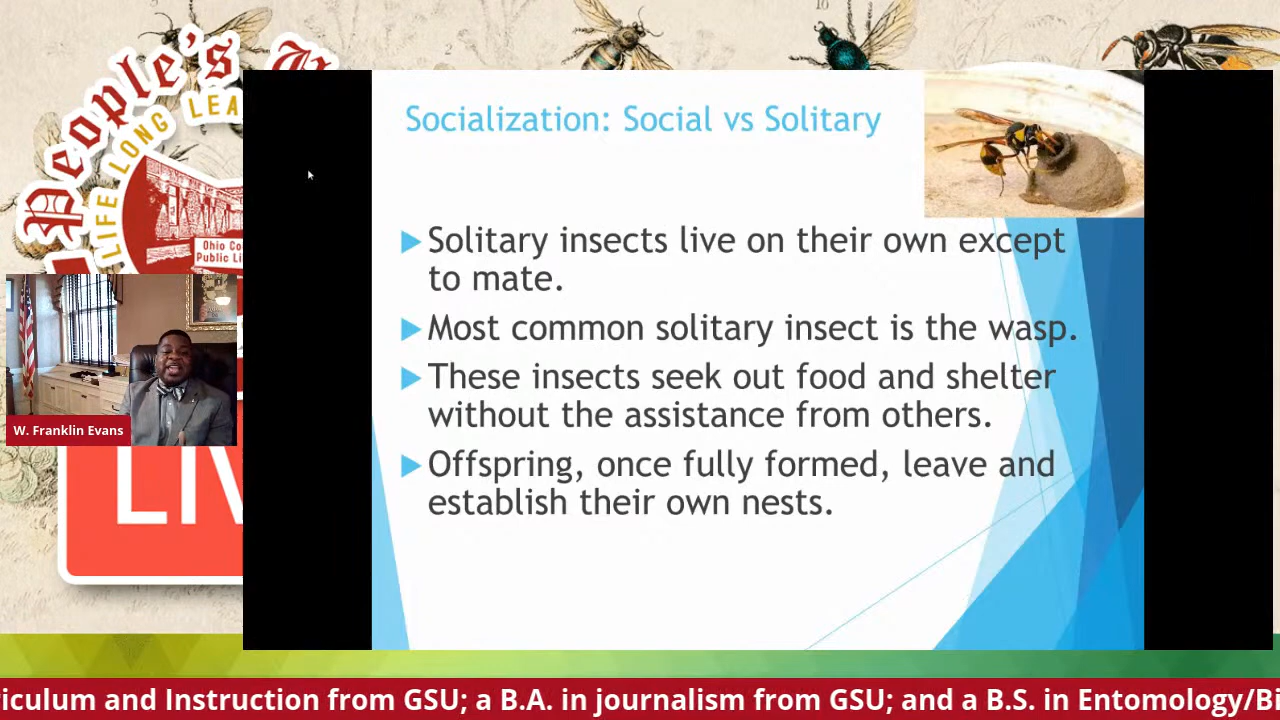 People's
LIFE LONG LEA
Ohio Co
Public Li
Socialization: Social vs Solitary
Solitary insects live on their own except
to mate.
Most common solitary insect is the wasp.
These insects seek out food and shelter
without the assistance from others.
Offspring, once fully formed, leave and
establish their own nests.
W. Franklin Evans
LIV
riculum and Instruction from GSU; a B.A. in journalism from GSU; and a B.S. in Entomology/Bi